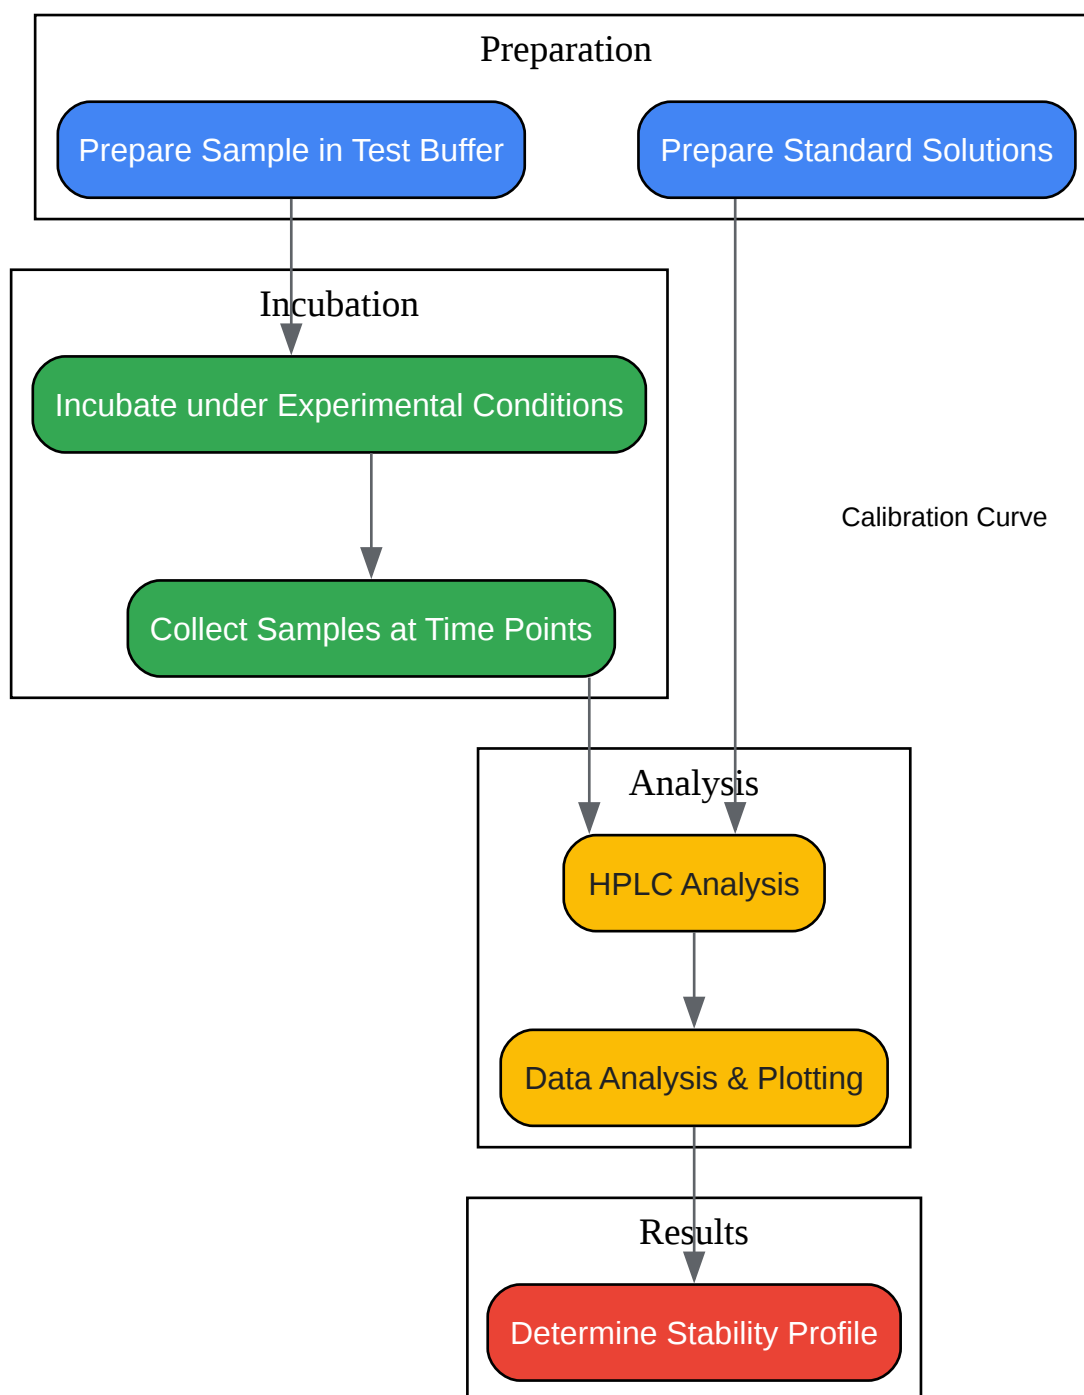 Preparation
Prepare Sample in Test Buffer
Prepare Standard Solutions
Incubation
Incubate under Experimental Conditions
Calibration Curve
Collect Samples at Time Points
Analysis
HPLC Analysis
Data Analysis & Plotting
Results
Determine Stability Profile